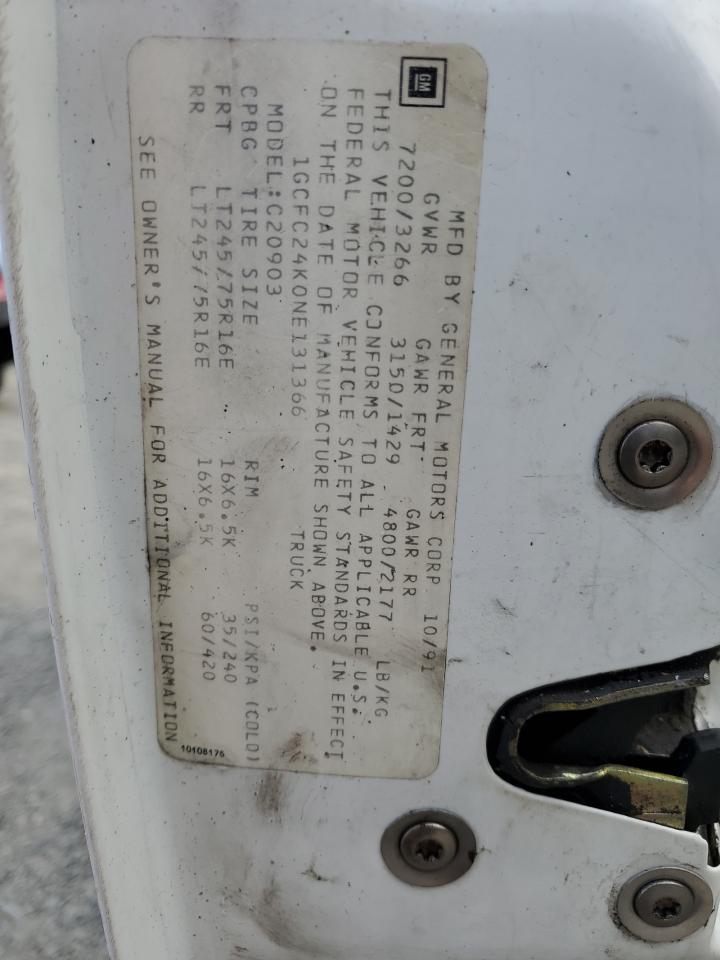 GM
MFD BY GENERAL MOTORS CORP 10/91
GVWR GAWR FRT GAWR RR
7200/3266 3150/1429 4800/2177 LB/KG
THIS VEHICLE CONFORMS TO ALL APPLICABLE U.S.
FEDERAL MOTOR VEHICLE SAFETY STANDARDS IN EFFECT
ON THE DATE OF MANUFACTURE SHOWN ABOVE.
1GCFC24K0NE131366 TRUCK
MODEL:C20903
CPBG TIRE SIZE RIM PSI/KPA (COLD)
FRT LT245/75R16E 16X6.5K 35/240
RR LT245/75R16E 16X6.5K 60/420
SEE OWNER'S MANUAL FOR ADDITIONAL INFORMATION
10108176